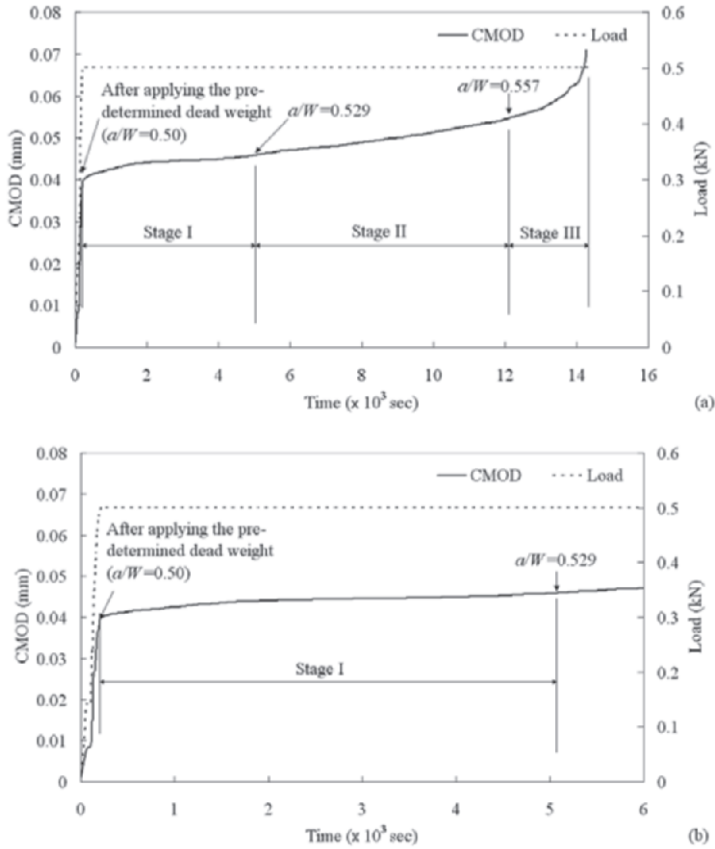 0.08
0.07
0.06
0.05
0.04
0.03
0.02
0.01
0
CMOD (mm)
CMOD
Load
After applying the pre-
determined dead weight
(a/W=0.50)
a/W=0.529
a/W=0.557
Stage I
Stage II
Stage III
0.6
0.5
0.4
0.3
0.2
0.1
0
Load (kN)
0 2 4 6 8 10 12 14 16
Time (x 10³ sec)
(a)
0.08
0.07
0.06
0.05
0.04
0.03
0.02
0.01
0
CMOD (mm)
CMOD
Load
After applying the pre-
determined dead weight
(a/W=0.50)
a/W=0.529
Stage I
0.6
0.5
0.4
0.3
0.2
0.1
0
Load (kN)
0 1 2 3 4 5 6
Time (x 10³ sec)
(b)